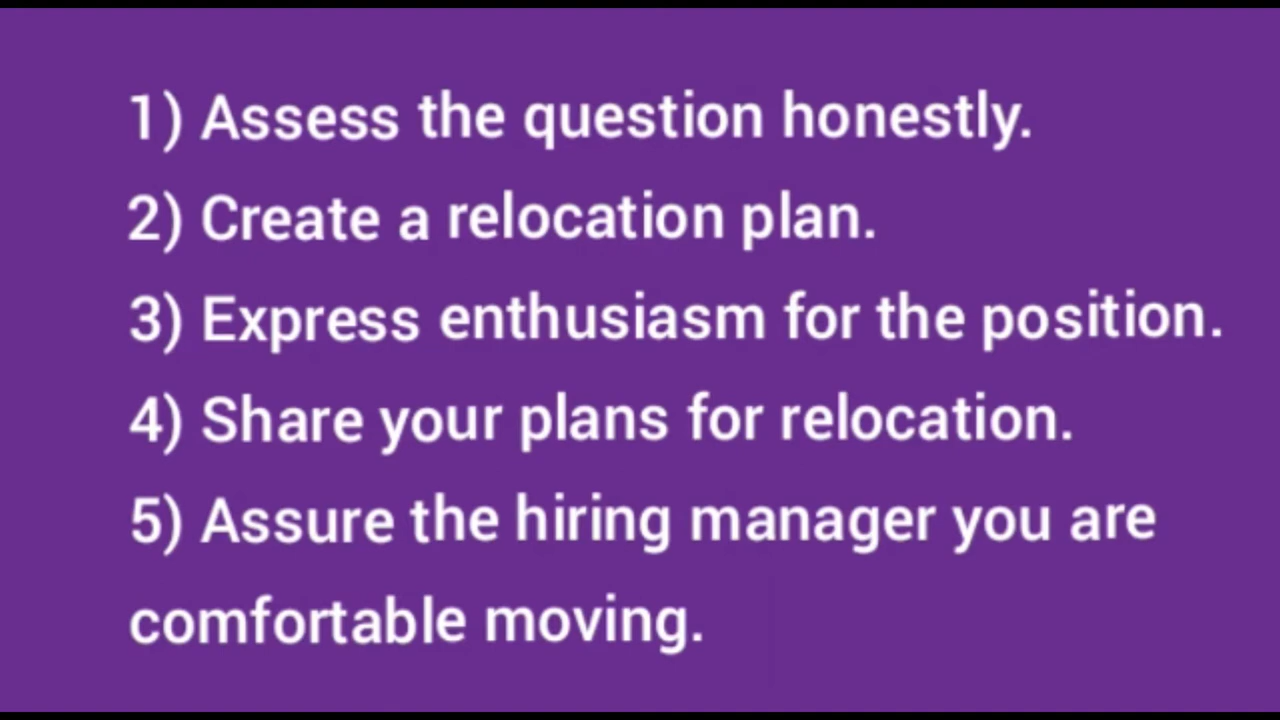 1) Assess the question honestly.
2) Create a relocation plan.
3) Express enthusiasm for the position.
4) Share your plans for relocation.
5) Assure the hiring manager you are
comfortable moving.